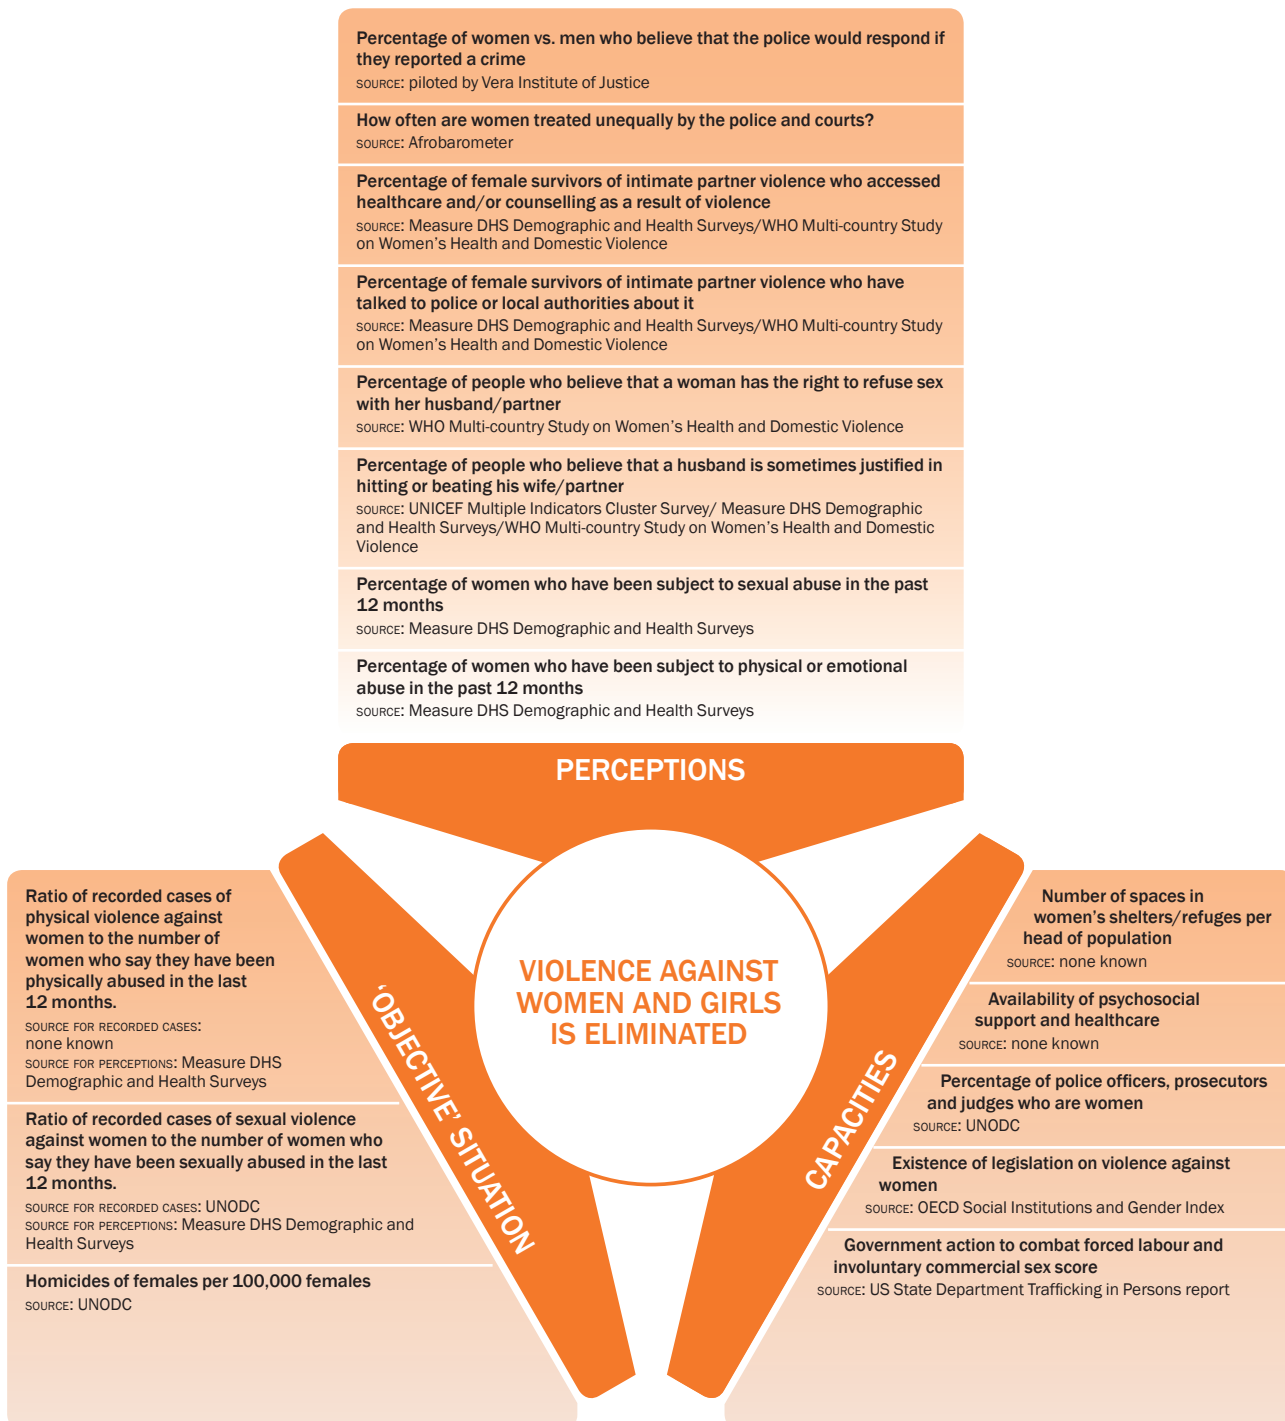 Percentage of women vs. men who believe that the police would respond if
they reported a crime
SOURCE: piloted by Vera Institute of Justice
How often are women treated unequally by the police and courts?
SOURCE: Afrobarometer
Percentage of female survivors of intimate partner violence who accessed
healthcare and/or counselling as a result of violence
SOURCE: Measure DHS Demographic and Health Surveys/WHO Multi-country Study
on Women's Health and Domestic Violence
Percentage of female survivors of intimate partner violence who have
talked to police or local authorities about it
SOURCE: Measure DHS Demographic and Health Surveys/WHO Multi-country Study
on Women's Health and Domestic Violence
Percentage of people who believe that a woman has the right to refuse sex
with her husband/partner
SOURCE: WHO Multi-country Study on Women's Health and Domestic Violence
Percentage of people who believe that a husband is sometimes justified in
hitting or beating his wife/partner
SOURCE: UNICEF Multiple Indicators Cluster Survey/ Measure DHS Demographic
and Health Surveys/WHO Multi-country Study on Women's Health and Domestic
Violence
Percentage of women who have been subject to sexual abuse in the past
12 months
SOURCE: Measure DHS Demographic and Health Surveys
Percentage of women who have been subject to physical or emotional
abuse in the past 12 months
SOURCE: Measure DHS Demographic and Health Surveys
PERCEPTIONS
VIOLENCE AGAINST
WOMEN AND GIRLS
IS ELIMINATED
'OBJECTIVE' SITUATION
Ratio of recorded cases of
physical violence against
women to the number of
women who say they have been
physically abused in the last
12 months.
SOURCE FOR RECORDED CASES:
none known
SOURCE FOR PERCEPTIONS: Measure DHS
Demographic and Health Surveys
Ratio of recorded cases of sexual violence
against women to the number of women who
say they have been sexually abused in the last
12 months.
SOURCE FOR RECORDED CASES: UNODC
SOURCE FOR PERCEPTIONS: Measure DHS Demographic and
Health Surveys
Homicides of females per 100,000 females
SOURCE: UNODC
CAPACITIES
Number of spaces in
women's shelters/refuges per
head of population
SOURCE: none known
Availability of psychosocial
support and healthcare
SOURCE: none known
Percentage of police officers, prosecutors
and judges who are women
SOURCE: UNODC
Existence of legislation on violence against
women
SOURCE: OECD Social Institutions and Gender Index
Government action to combat forced labour and
involuntary commercial sex score
SOURCE: US State Department Trafficking in Persons report